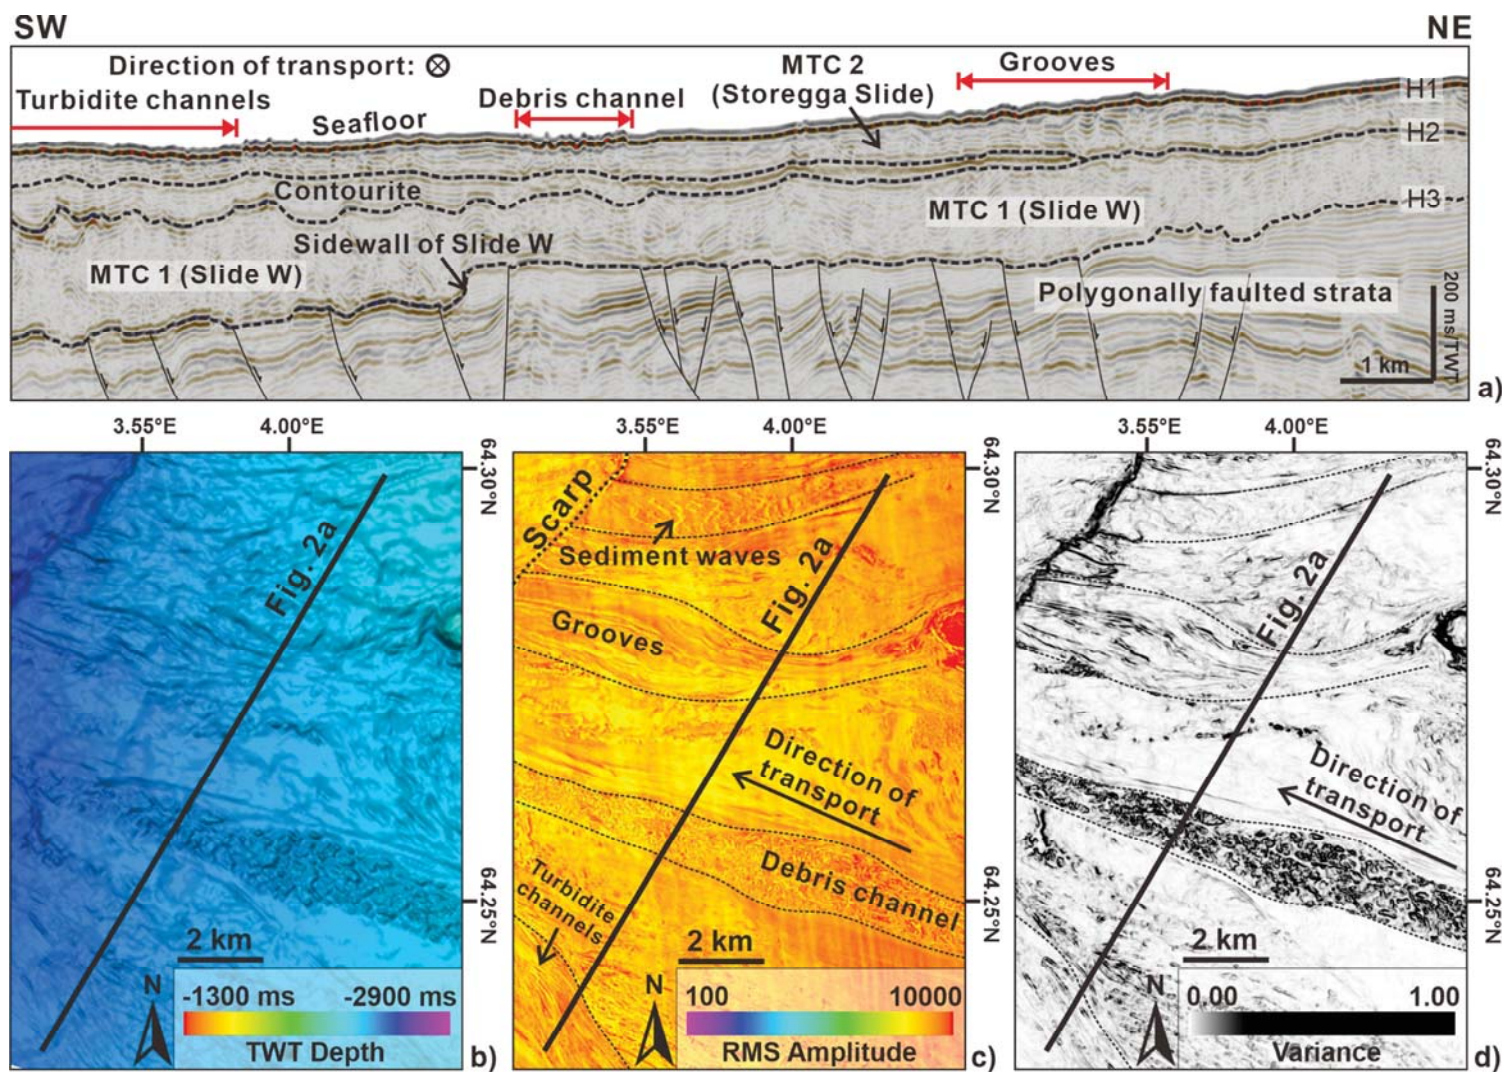 SW
NE
Direction of transport: ⊗
MTC 2
Grooves
Turbidite channels
Debris channel
(Storegga Slide)
H1
Seafloor
H2
Contourite
H3
MTC 1 (Slide W)
Sidewall of Slide W
MTC 1 (Slide W)
Polygonally faulted strata
200 ms/TWT
1 km
a)
3.55°E
4.00°E
64.30°N
Fig. 2a
2 km
N
-1300 ms
-2900 ms
TWT Depth
b)
3.55°E
4.00°E
64.30°N
Scarp
Sediment waves
Fig. 2a
Grooves
Direction of
transport
Debris channel
Turbidite
channels
64.25°N
2 km
N
100
10000
RMS Amplitude
c)
3.55°E
4.00°E
64.30°N
Fig. 2a
Direction of
transport
64.25°N
2 km
N
0.00
1.00
Variance
d)
64.25°N